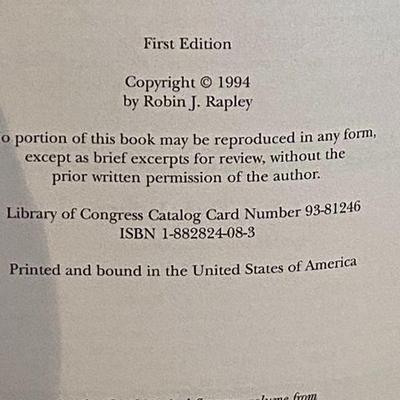 First Edition
Copyright © 1994
by Robin J. Rapley
o portion of this book may be reproduced in any form,
except as brief excerpts for review, without the
prior written permission of the author.
Library of Congress Catalog Card Number 93-81246
ISBN 1-882824-08-3
Printed and bound in the United States of America
volume from